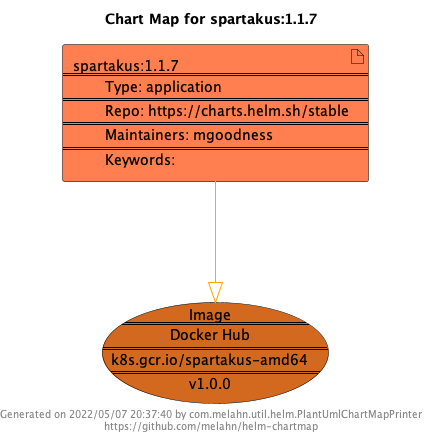 Chart Map for spartakus:1.1.7
spartakus:1.1.7
Type: application
Repo: https://charts.helm.sh/stable
Maintainers: mgoodness
Keywords:
Image
Docker Hub
k8s.gcr.io/spartakus-amd64
v1.0.0
Generated on 2022/05/07 20:37:40 by com.melahn.util.helm.PlantUmlChartMapPrinter
https://github.com/melahn/helm-chartmap